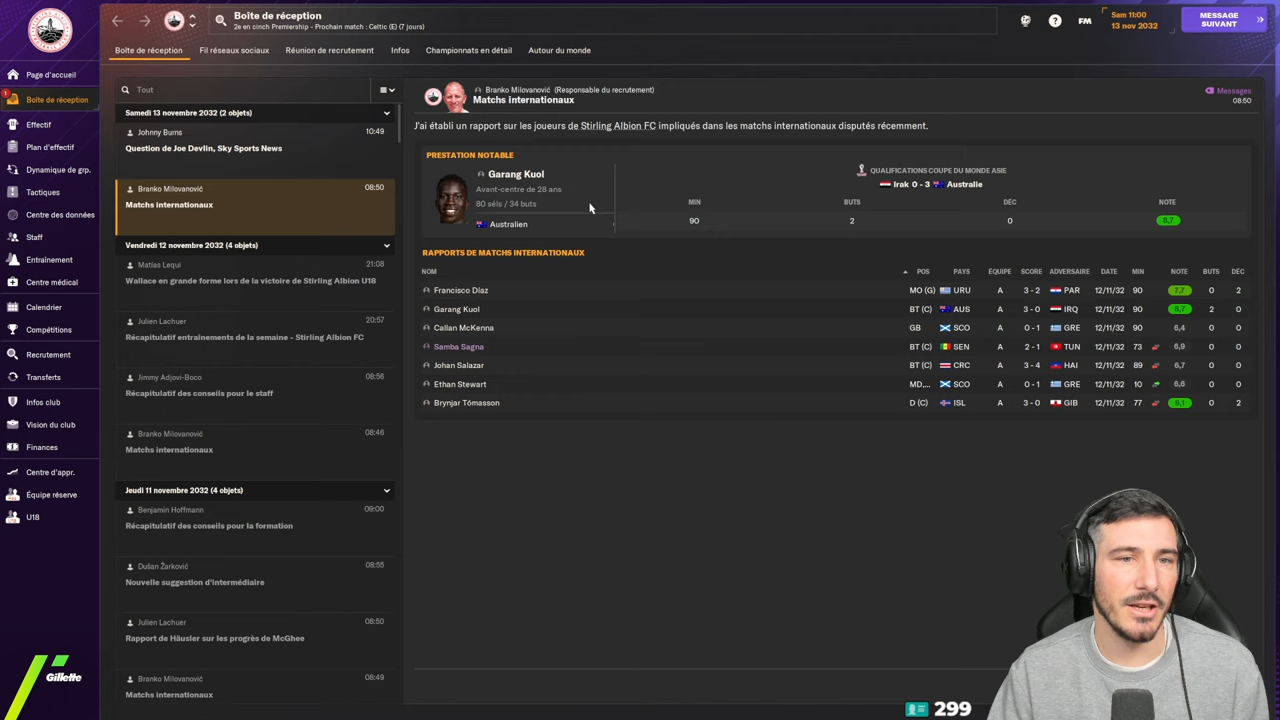 Boîte de réception
2e en cinch Premiership - Prochain match : Celtic (E) (7 jours)
FM
Sam 11:00
13 nov 2032
MESSAGE SUIVANT
Boîte de réception
Fil réseaux sociaux
Réunion de recrutement
Infos
Championnats en détail
Autour du monde
Page d'accueil
1
Boîte de réception
Effectif
Plan d'effectif
Dynamique de grp.
Tactiques
Centre des données
Staff
Entraînement
Centre médical
Calendrier
Compétitions
Recrutement
Transferts
Infos club
Vision du club
Finances
Centre d'appr.
Équipe réserve
U18
Gillette
Tout
Samedi 13 novembre 2032 (2 objets)
Johnny Burns 10:49
Question de Joe Devlin, Sky Sports News
Branko Milovanović 08:50
Matchs internationaux
Vendredi 12 novembre 2032 (4 objets)
Matías Lequi 21:08
Wallace en grande forme lors de la victoire de Stirling Albion U18
Julien Lachuer 20:57
Récapitulatif entraînements de la semaine - Stirling Albion FC
Jimmy Adjovi-Boco 08:56
Récapitulatif des conseils pour le staff
Branko Milovanović 08:46
Matchs internationaux
Jeudi 11 novembre 2032 (4 objets)
Benjamin Hoffmann 09:00
Récapitulatif des conseils pour la formation
Dušan Žarković 08:55
Nouvelle suggestion d'intermédiaire
Julien Lachuer 08:50
Rapport de Häusler sur les progrès de McGhee
Branko Milovanović 08:49
Matchs internationaux
Branko Milovanović (Responsable du recrutement)
Matchs internationaux
Messages
08:50
J'ai établi un rapport sur les joueurs de Stirling Albion FC impliqués dans les matchs internationaux disputés récemment.
PRESTATION NOTABLE
Garang Kuol
Avant-centre de 28 ans
80 séls / 34 buts
Australien
QUALIFICATIONS COUPE DU MONDE ASIE
Irak 0 - 3 Australie
MIN BUTS DÉC NOTE
90 2 0 8,7
RAPPORTS DE MATCHS INTERNATIONAUX
NOM POS PAYS ÉQUIPE SCORE ADVERSAIRE DATE MIN NOTE BUTS DÉC
Francisco Díaz MO (G) URU A 3 - 2 PAR 12/11/32 90 7,7 0 2
Garang Kuol BT (C) AUS A 3 - 0 IRQ 12/11/32 90 8,7 2 0
Callan McKenna GB SCO A 0 - 1 GRE 12/11/32 90 6,4 0 0
Samba Sagna BT (C) SEN A 2 - 1 TUN 12/11/32 73 6,9 0 0
Johan Salazar BT (C) CRC A 3 - 4 HAI 12/11/32 89 6,7 0 0
Ethan Stewart MD,... SCO A 0 - 1 GRE 12/11/32 10 6,6 0 0
Brynjar Tómasson D (C) ISL A 3 - 0 GIB 12/11/32 77 8,1 0 2
299